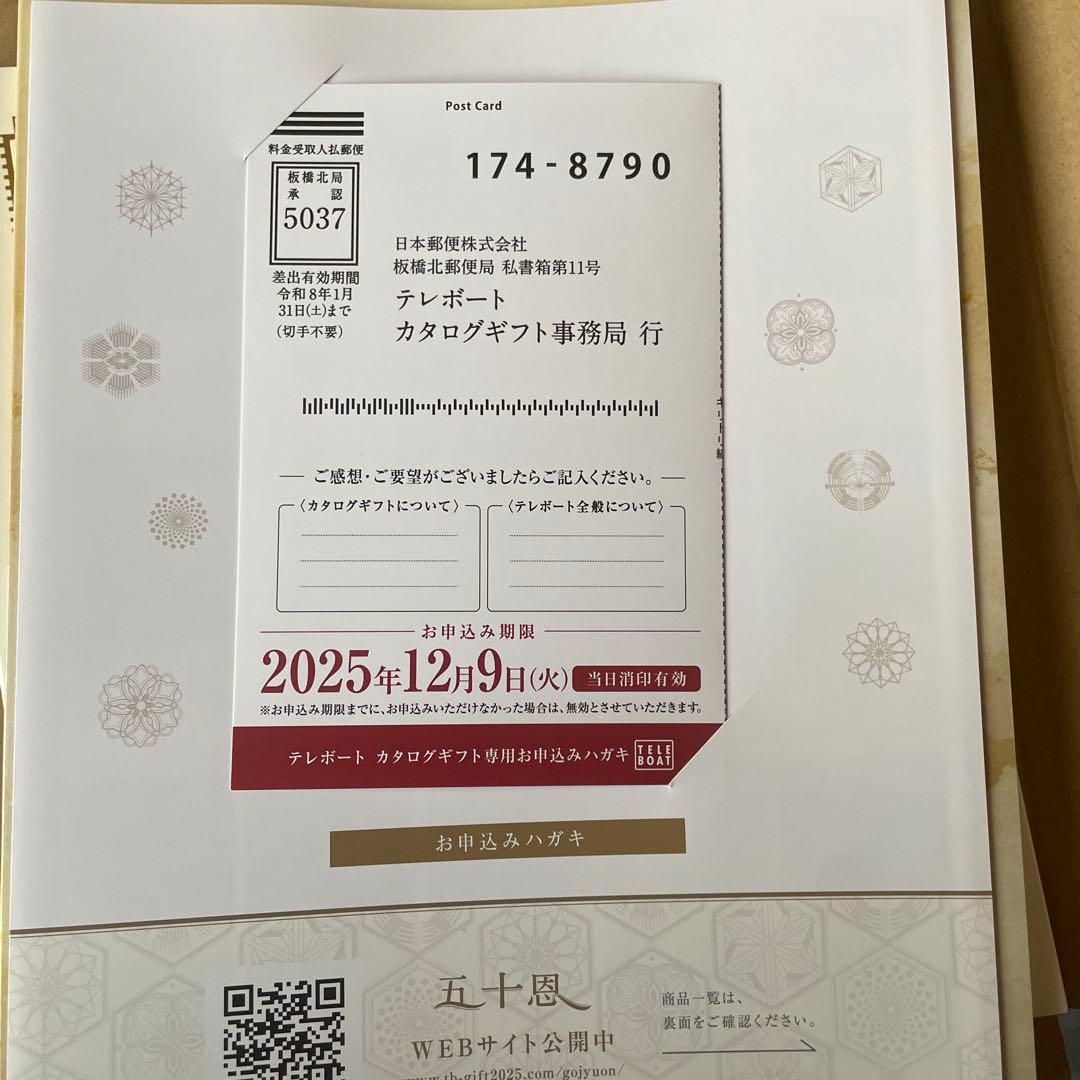 Post Card
料金受取人払郵便
174-8790
板橋北局
承認
5037
日本郵便株式会社
板橋北郵便局 私書箱第11号
差出有効期間
令和8年1月
31日(土)まで
(切手不要)
テレボート
カタログギフト事務局 行
キリトリ線
ご感想・ご要望がございましたらご記入ください。
〈カタログギフトについて〉
〈テレボート全般について〉
お申込み期限
2025年12月9日(火) 当日消印有効
※お申込み期限までに、お申込みいただけなかった場合は、無効とさせていただきます。
テレボート カタログギフト専用お申込みハガキ
TELE
BOAT
お申込みハガキ
五十恩
WEBサイト公開中
www.tb-gift2025.com/gojyuon/
商品一覧は、
裏面をご確認ください。